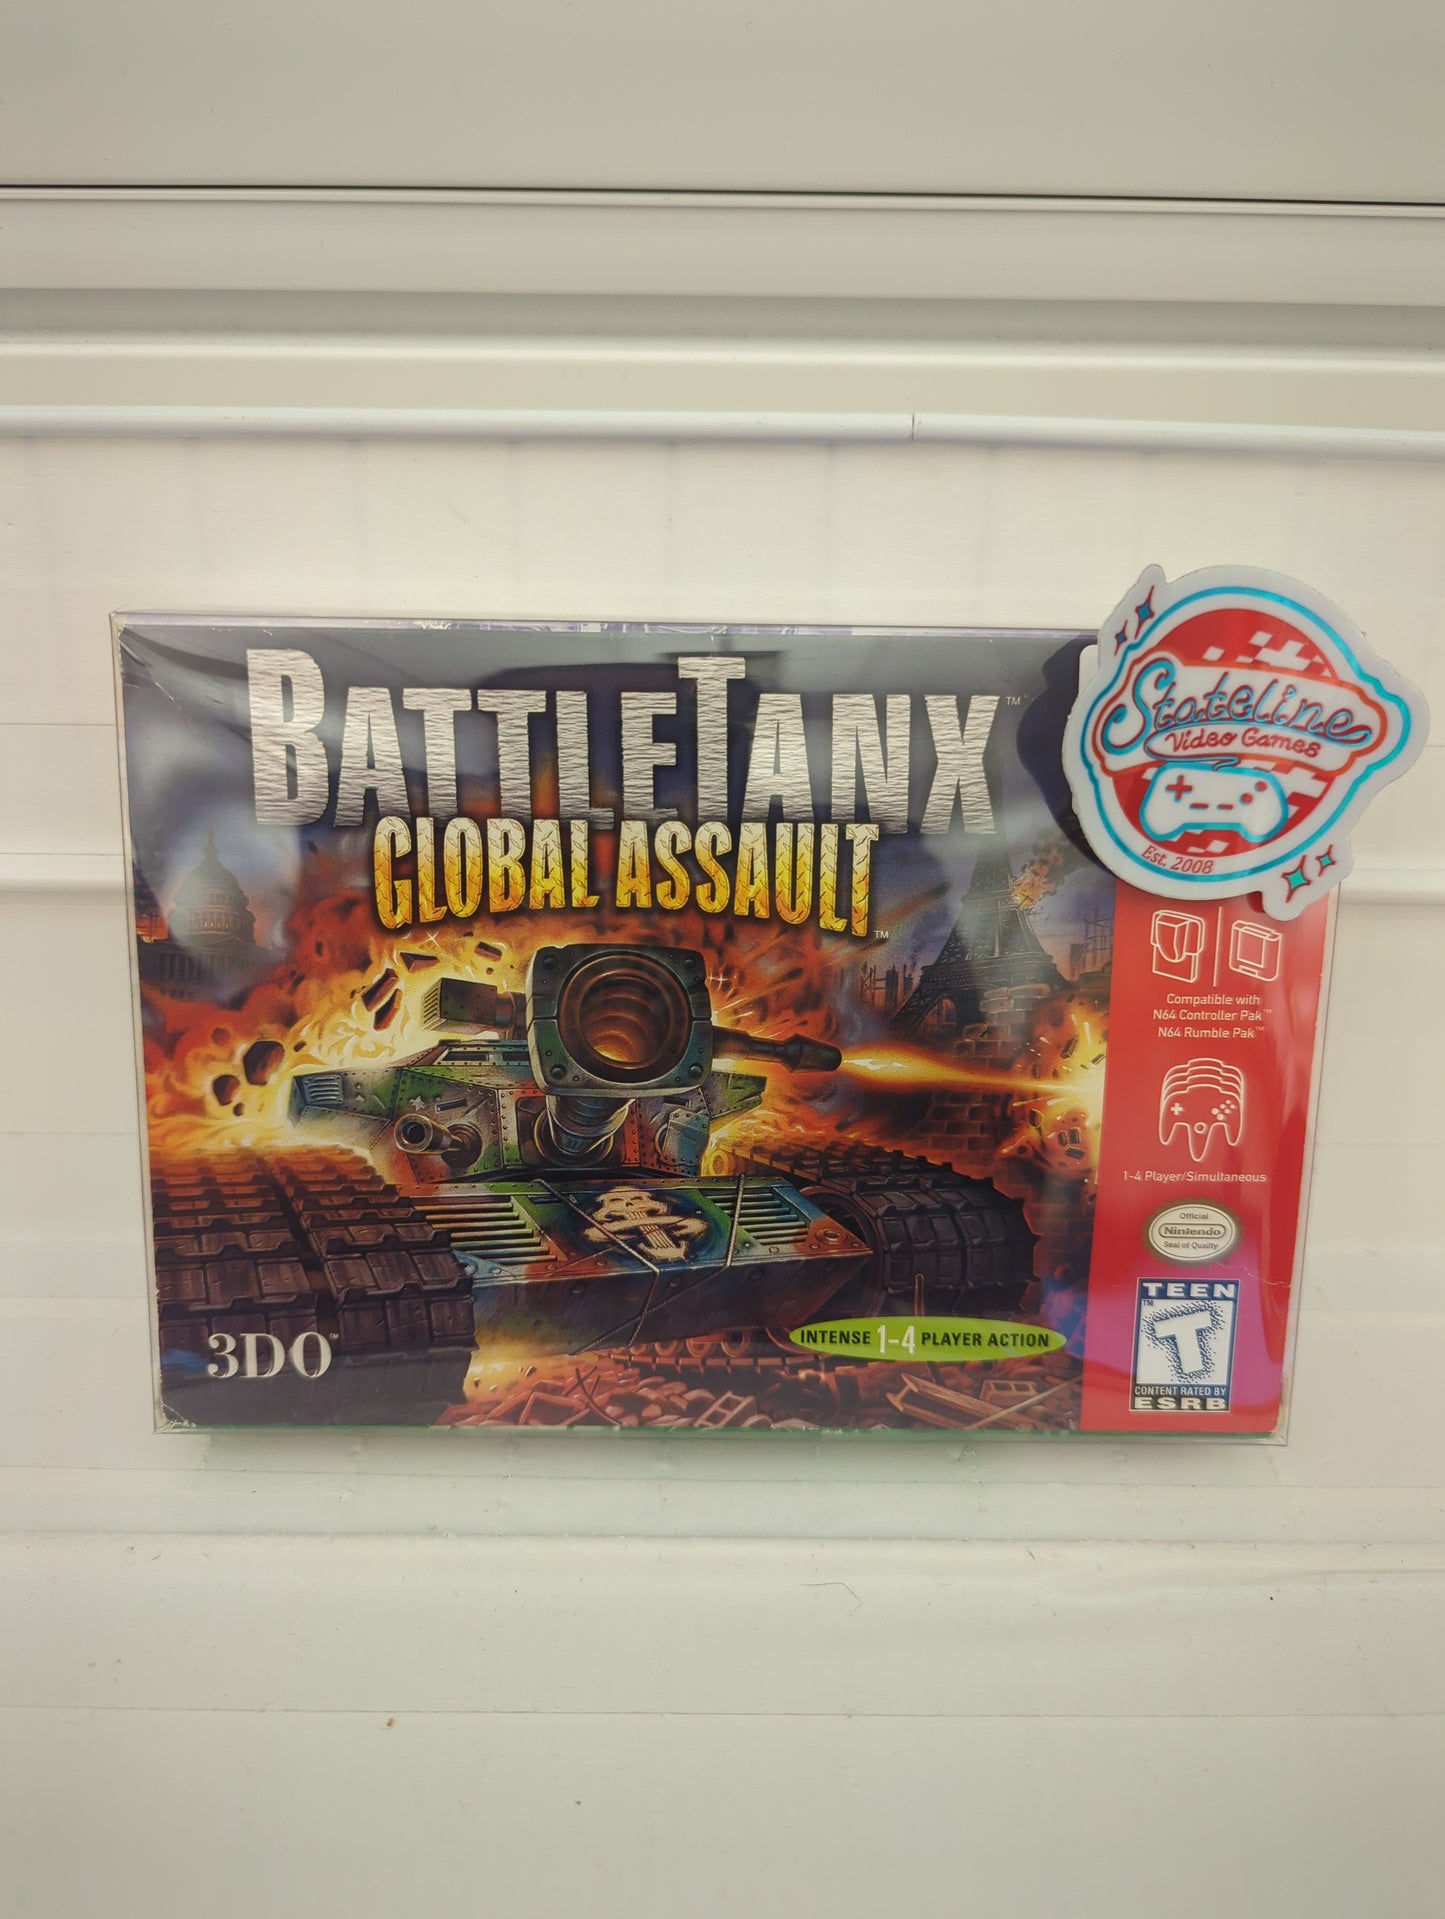 BATTLETANX™
GLOBAL ASSAULT™
Stateline
Video Games
Est. 2008
Compatible with
N64 Controller Pak™
N64 Rumble Pak™
1-4 Player/Simultaneous
Official
Nintendo
Seal of Quality
TEEN
T™
CONTENT RATED BY
ESRB
INTENSE 1-4 PLAYER ACTION
3DO™